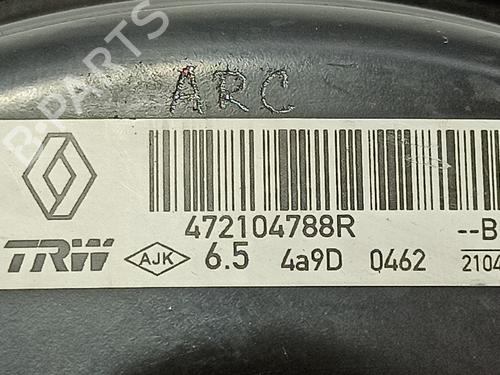 R-PARTS
ARC
472104788R --B
TRW AJK 6.5 4a9D 0462 2104